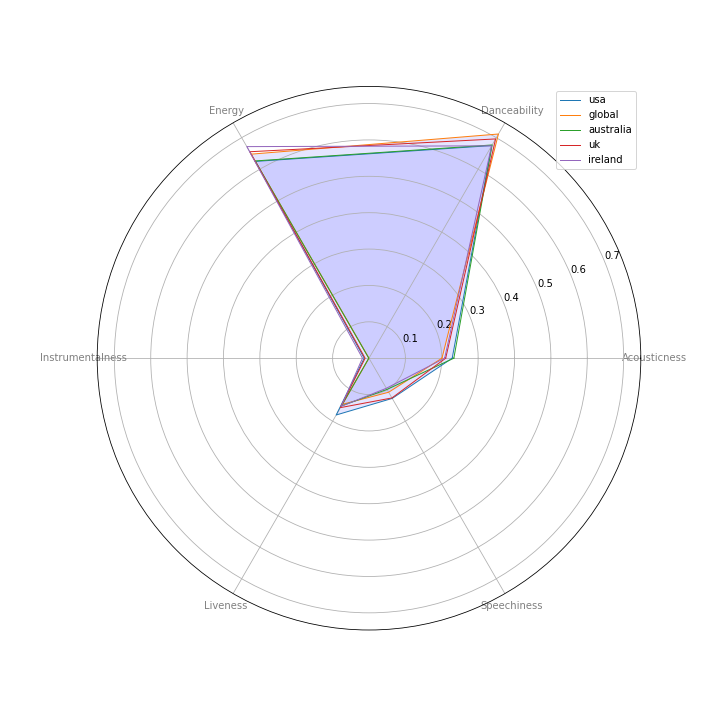 Energy
Danceability
usa
global
australia
uk
ireland
0.7
0.6
0.5
0.4
0.3
0.2
0.1
Instrumentalness
Acousticness
Liveness
Speechiness